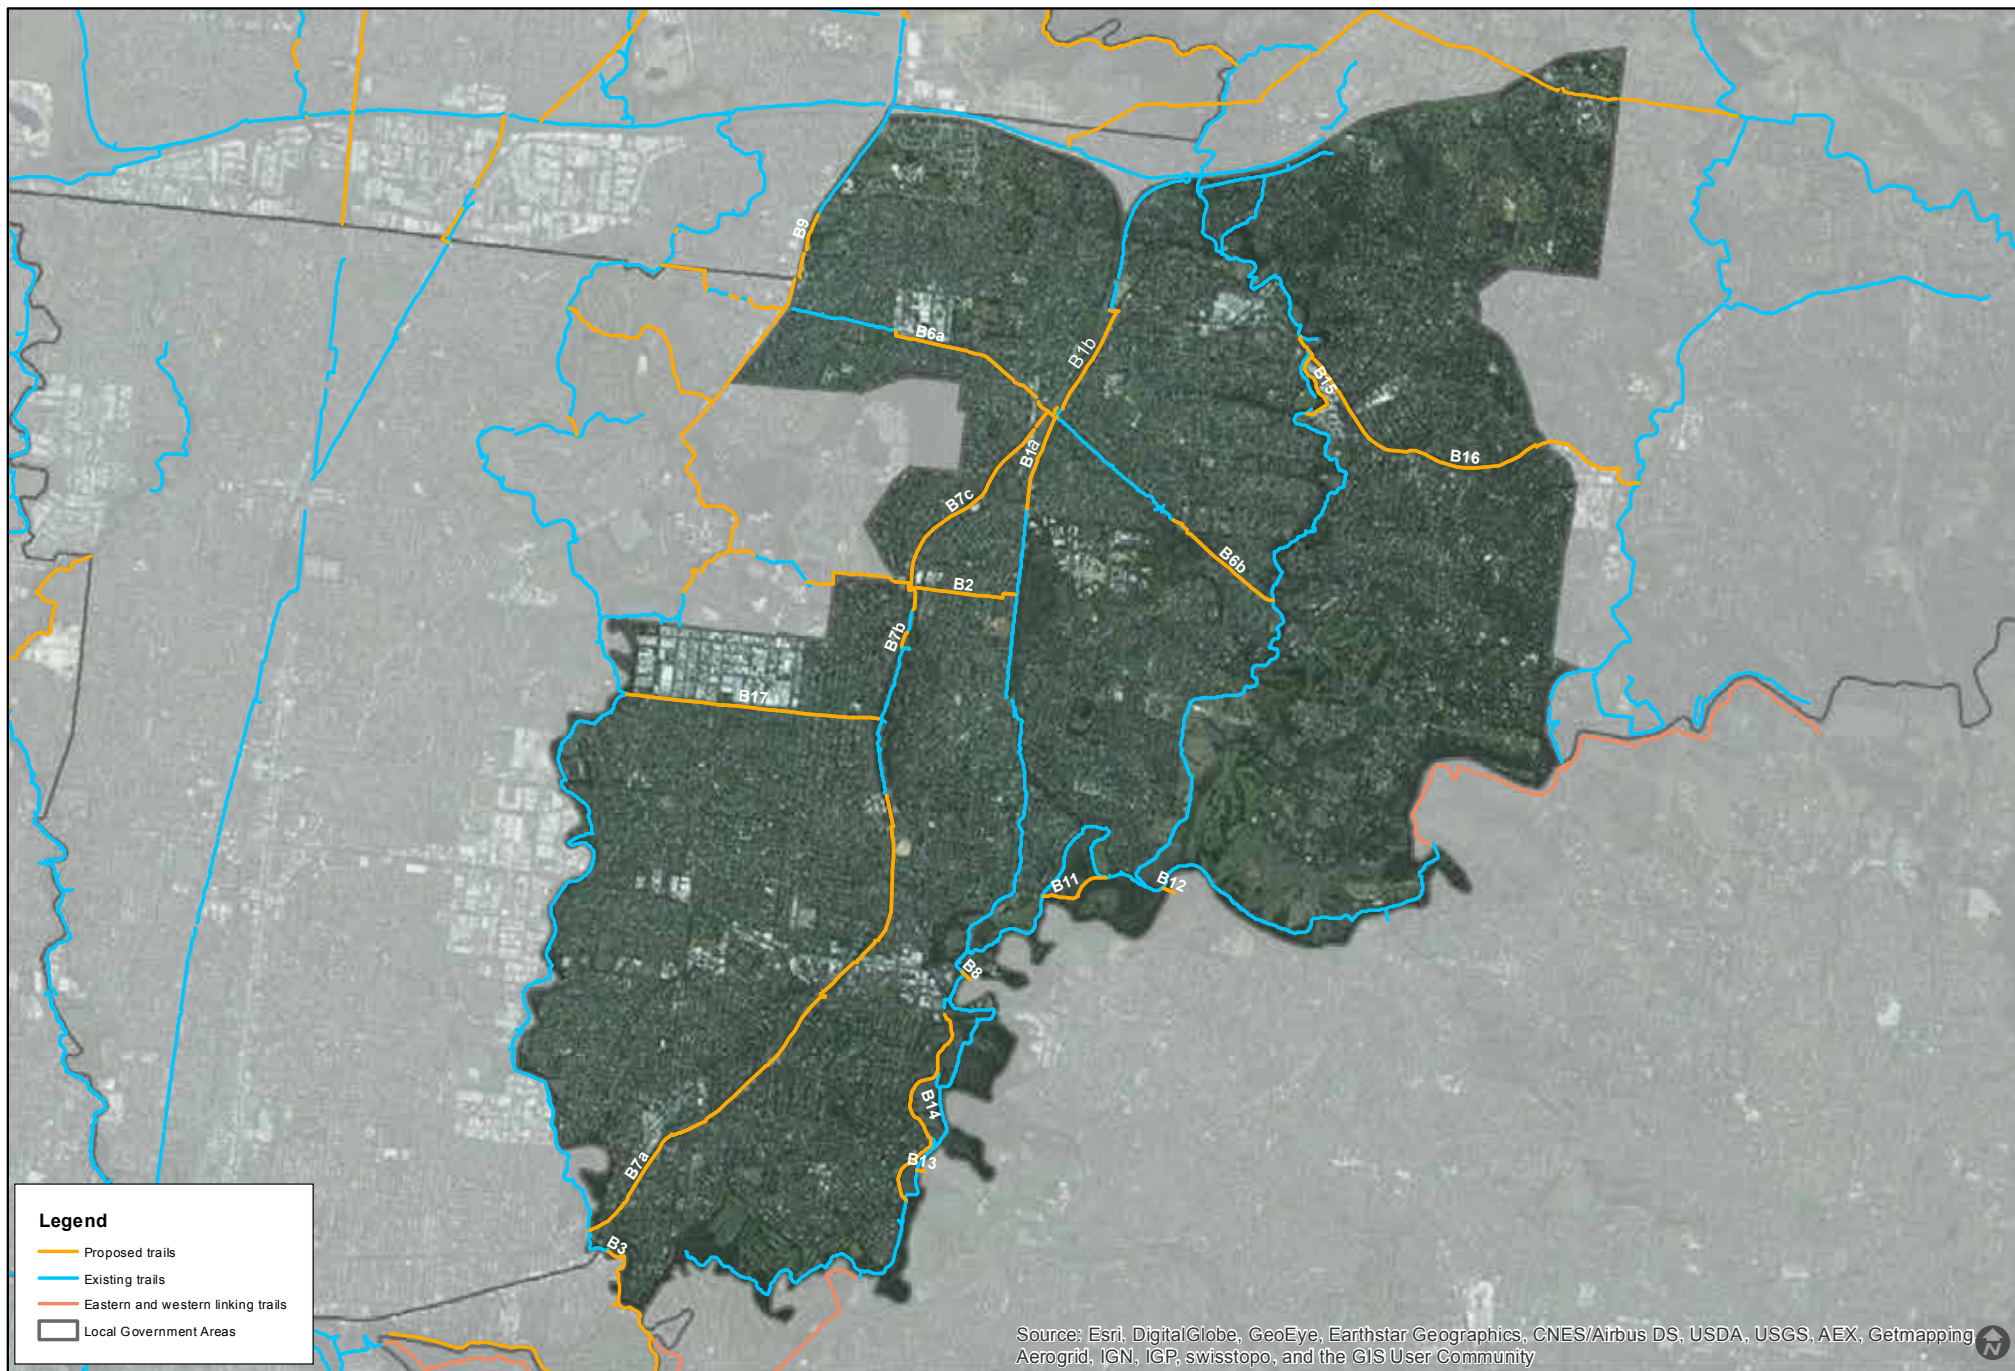 B9
B6a
B1b
B15
B1a
B16
B7c
B6b
B2
B7b
B17
B11
B12
B8
B14
B13
B7a
B3
Legend
Proposed trails
Existing trails
Eastern and western linking trails
Local Government Areas
Source: Esri, DigitalGlobe, GeoEye, Earthstar Geographics, CNES/Airbus DS, USDA, USGS, AEX, Getmapping,
Aerogrid, IGN, IGP, swisstopo, and the GIS User Community
N